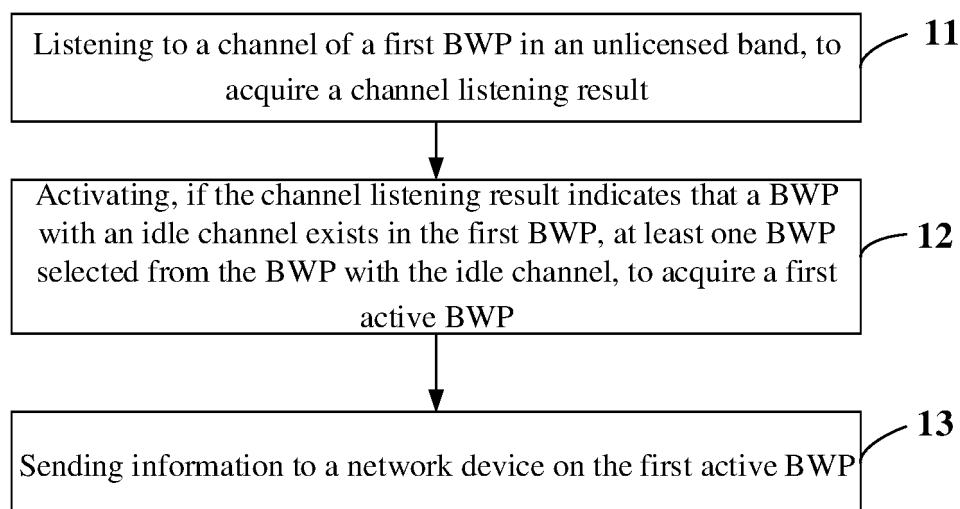 Listening to a channel of a first BWP in an unlicensed band, to
acquire a channel listening result
11
Activating, if the channel listening result indicates that a BWP
with an idle channel exists in the first BWP, at least one BWP
selected from the BWP with the idle channel, to acquire a first
active BWP
12
Sending information to a network device on the first active BWP
13